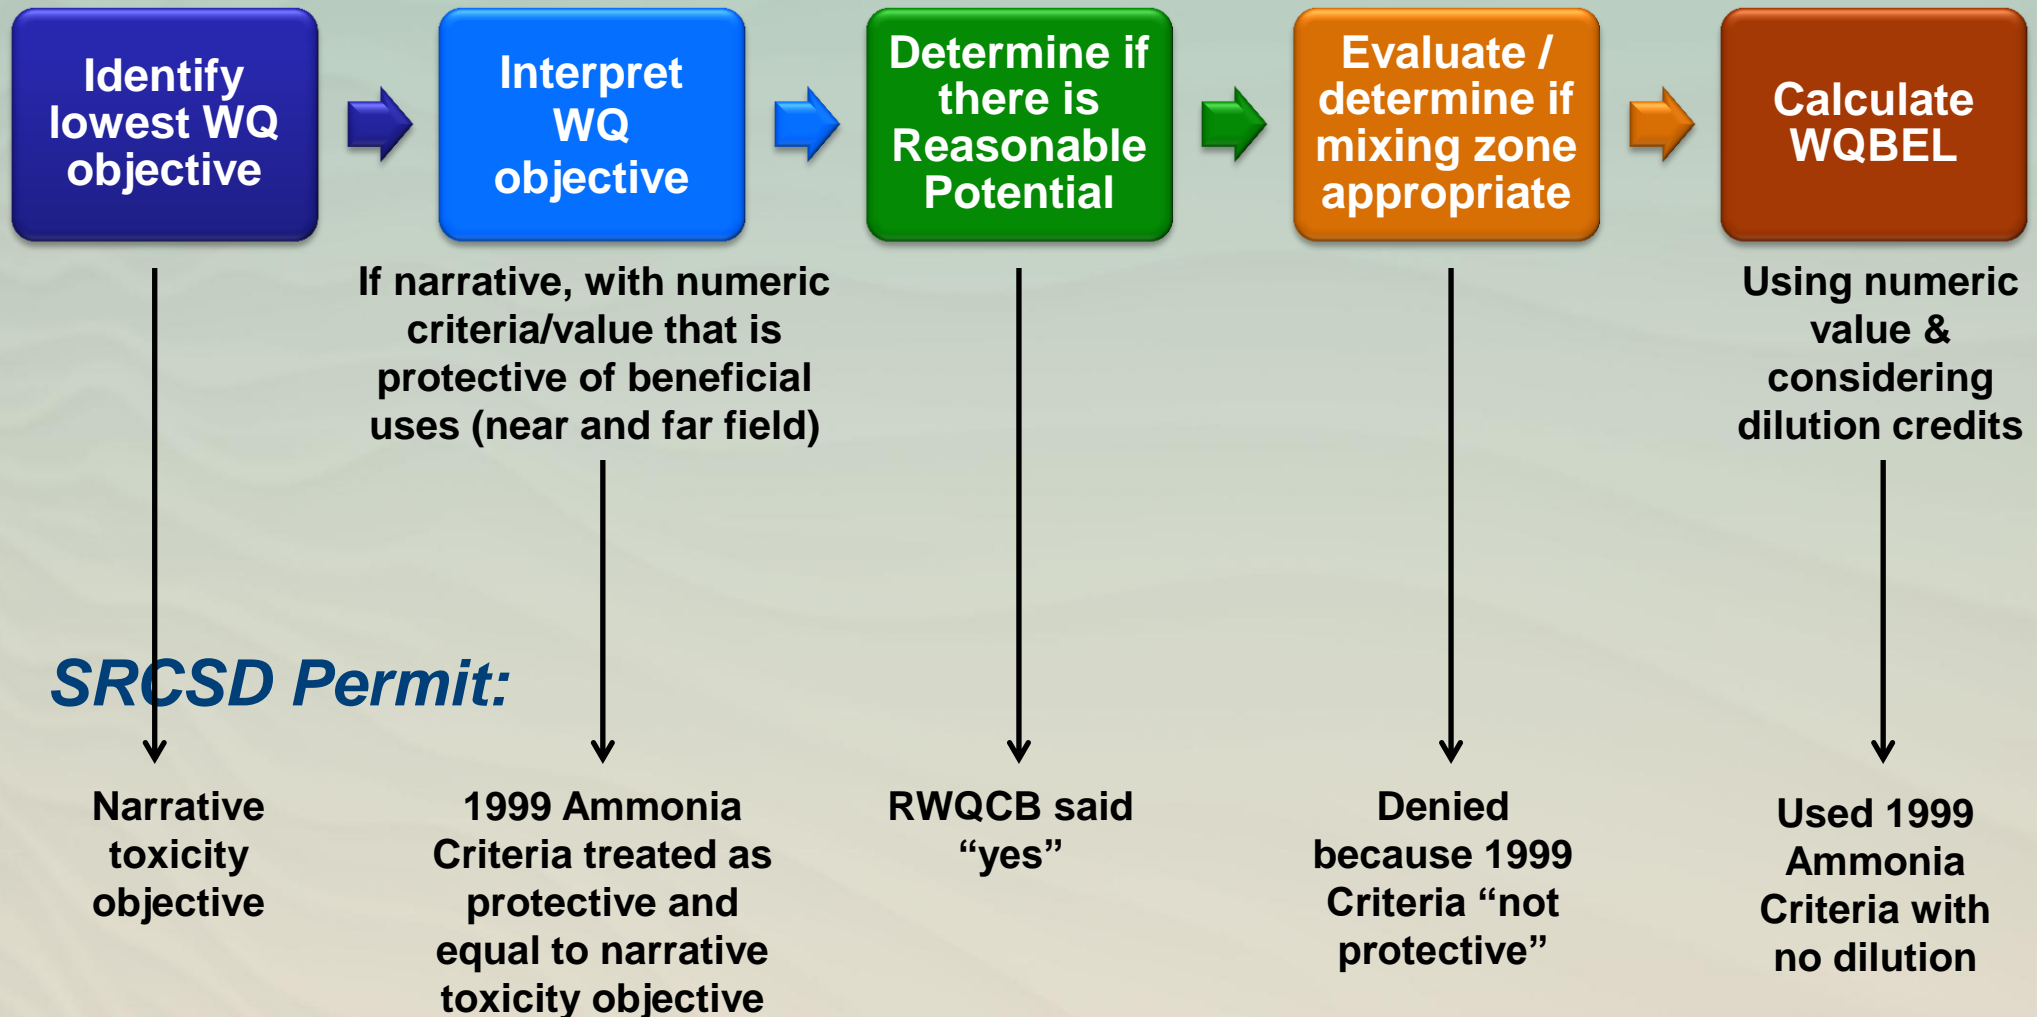 Identify
lowest WQ
objective
Interpret
WQ
objective
Determine if
there is
Reasonable
Potential
Evaluate /
determine if
mixing zone
appropriate
Calculate
WQBEL
If narrative, with numeric
criteria/value that is
protective of beneficial
uses (near and far field)
Using numeric
value &
considering
dilution credits
SRCSD Permit:
Narrative
toxicity
objective
1999 Ammonia
Criteria treated as
protective and
equal to narrative
toxicity objective
RWQCB said
“yes”
Denied
because 1999
Criteria “not
protective”
Used 1999
Ammonia
Criteria with
no dilution